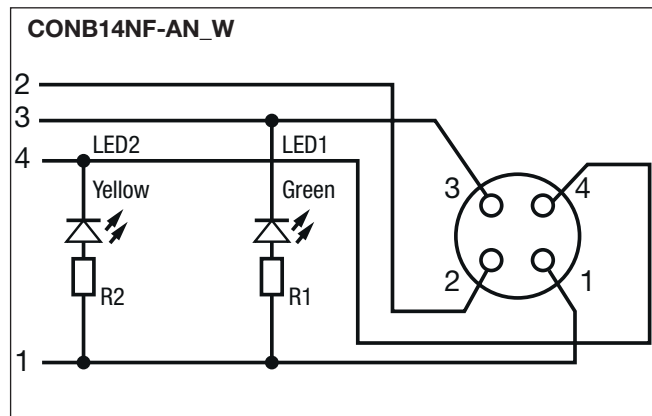 CONB14NF-AN_W
2
3
4
LED2
LED1
Yellow
Green
R2
R1
1
3
4
2
1